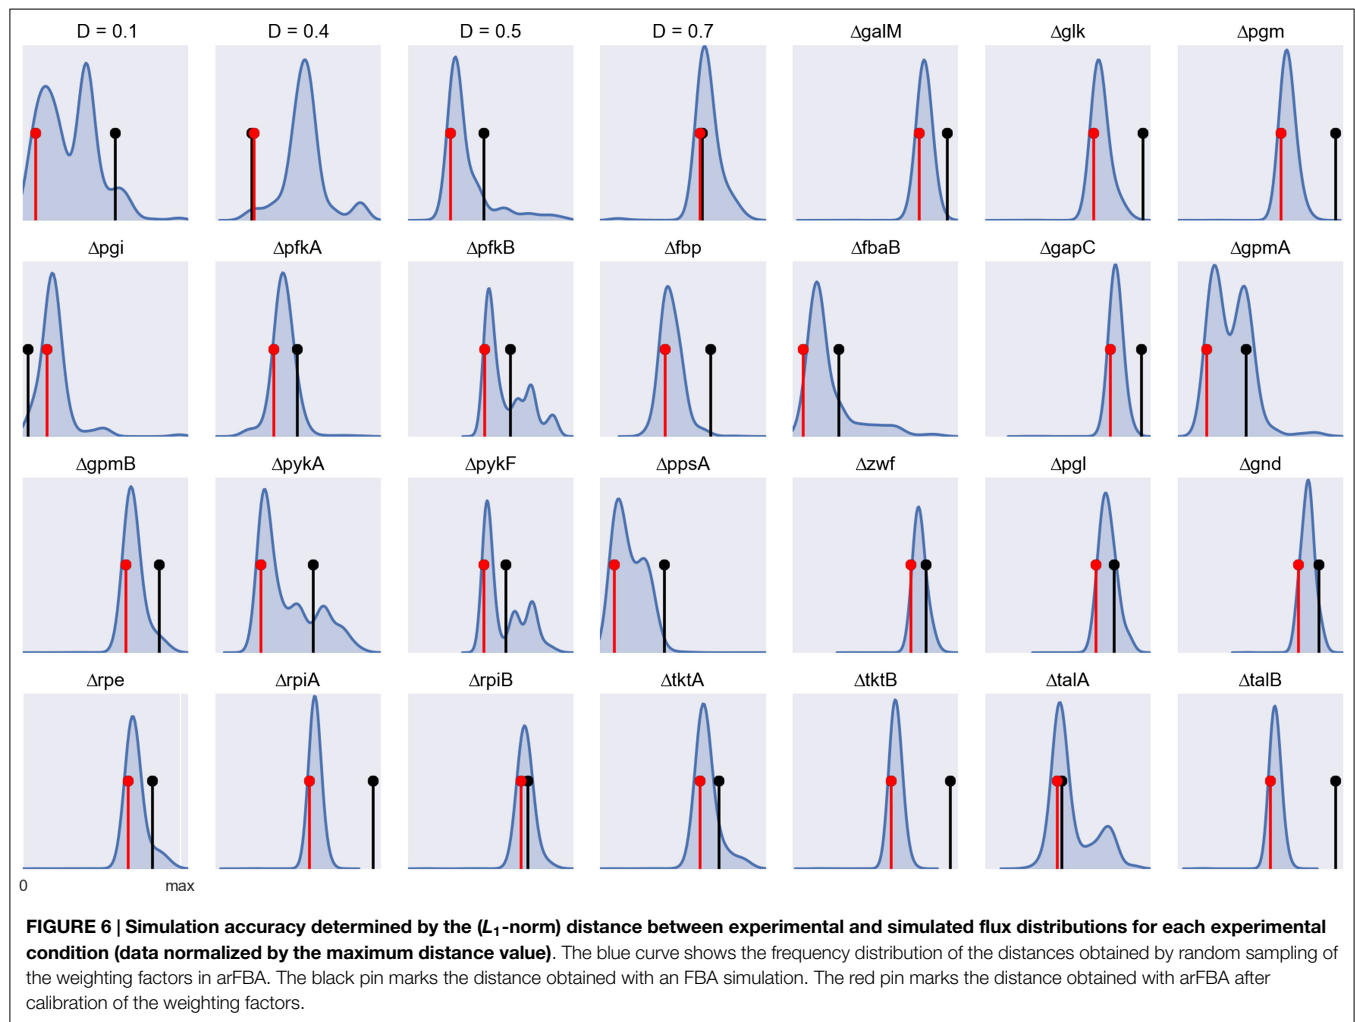 D = 0.1 D = 0.4 D = 0.5 D = 0.7 ΔgalM Δglk Δpgm
Δpgi ΔpfkA ΔpfkB Δfbp ΔfbaB ΔgapC ΔgpmA
ΔgpmB ΔpykA ΔpykF ΔppsA Δzwf Δpgl Δgnd
Δrpe ΔrpiA ΔrpiB ΔtktA ΔtktB ΔtalA ΔtalB
0 max
FIGURE 6 | Simulation accuracy determined by the (L1-norm) distance between experimental and simulated flux distributions for each experimental
condition (data normalized by the maximum distance value). The blue curve shows the frequency distribution of the distances obtained by random sampling of
the weighting factors in arFBA. The black pin marks the distance obtained with an FBA simulation. The red pin marks the distance obtained with arFBA after
calibration of the weighting factors.